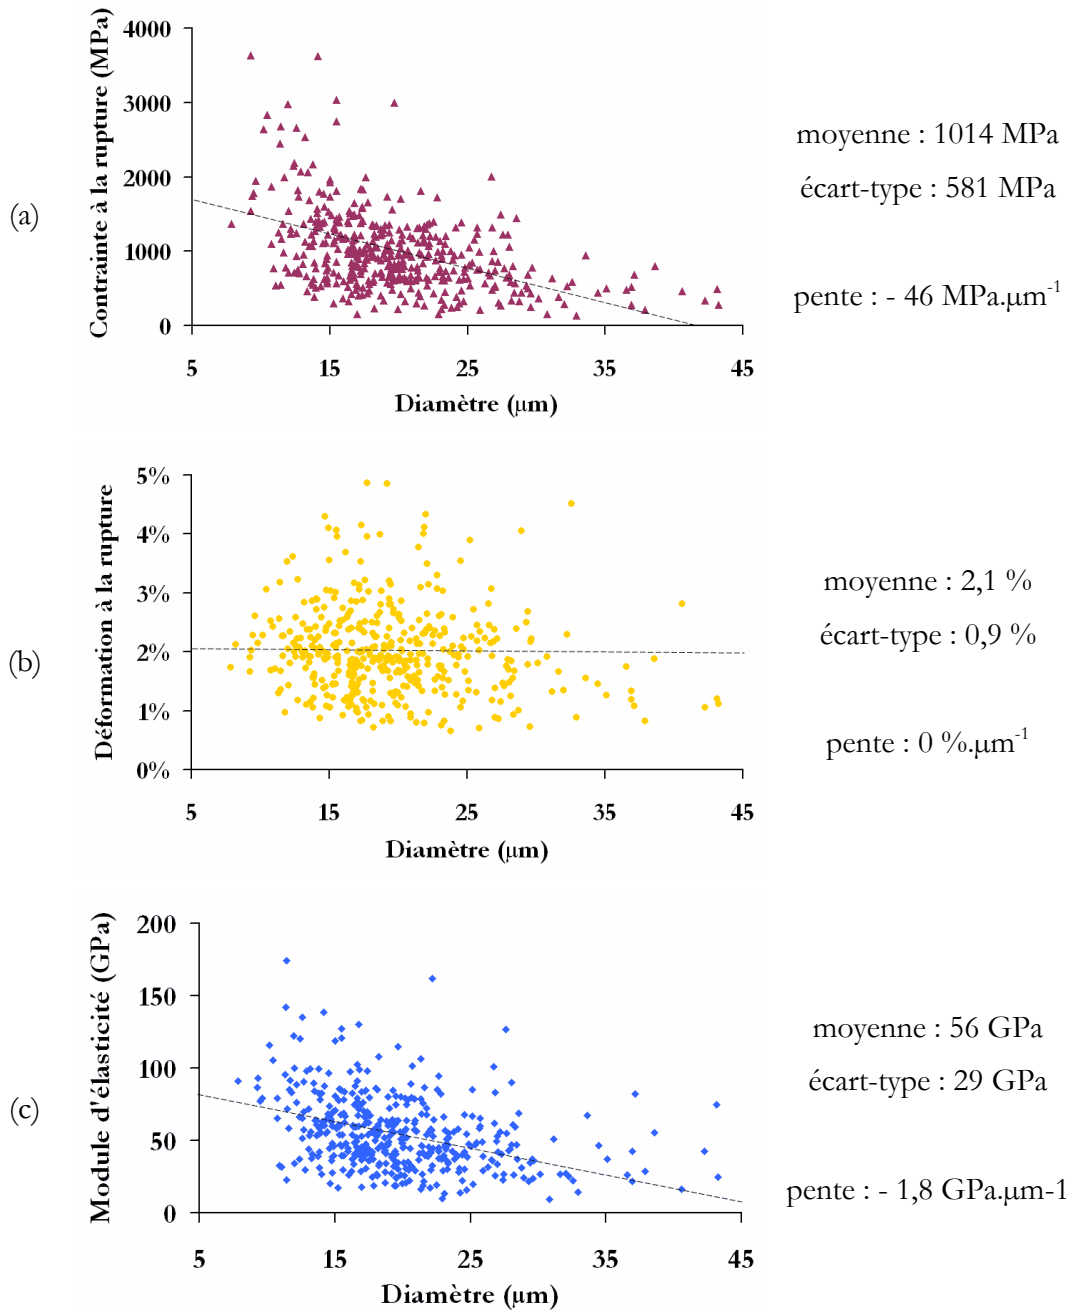 (a)
Contrainte à la rupture (MPa)
4000
3000
2000
1000
0
5 15 25 35 45
Diamètre (µm)
moyenne : 1014 MPa
écart-type : 581 MPa
pente : - 46 MPa.µm-1
(b)
Déformation à la rupture
5%
4%
3%
2%
1%
0%
5 15 25 35 45
Diamètre (µm)
moyenne : 2,1 %
écart-type : 0,9 %
pente : 0 %.µm-1
(c)
Module d'élasticité (GPa)
200
150
100
50
0
5 15 25 35 45
Diamètre (µm)
moyenne : 56 GPa
écart-type : 29 GPa
pente : - 1,8 GPa.µm-1